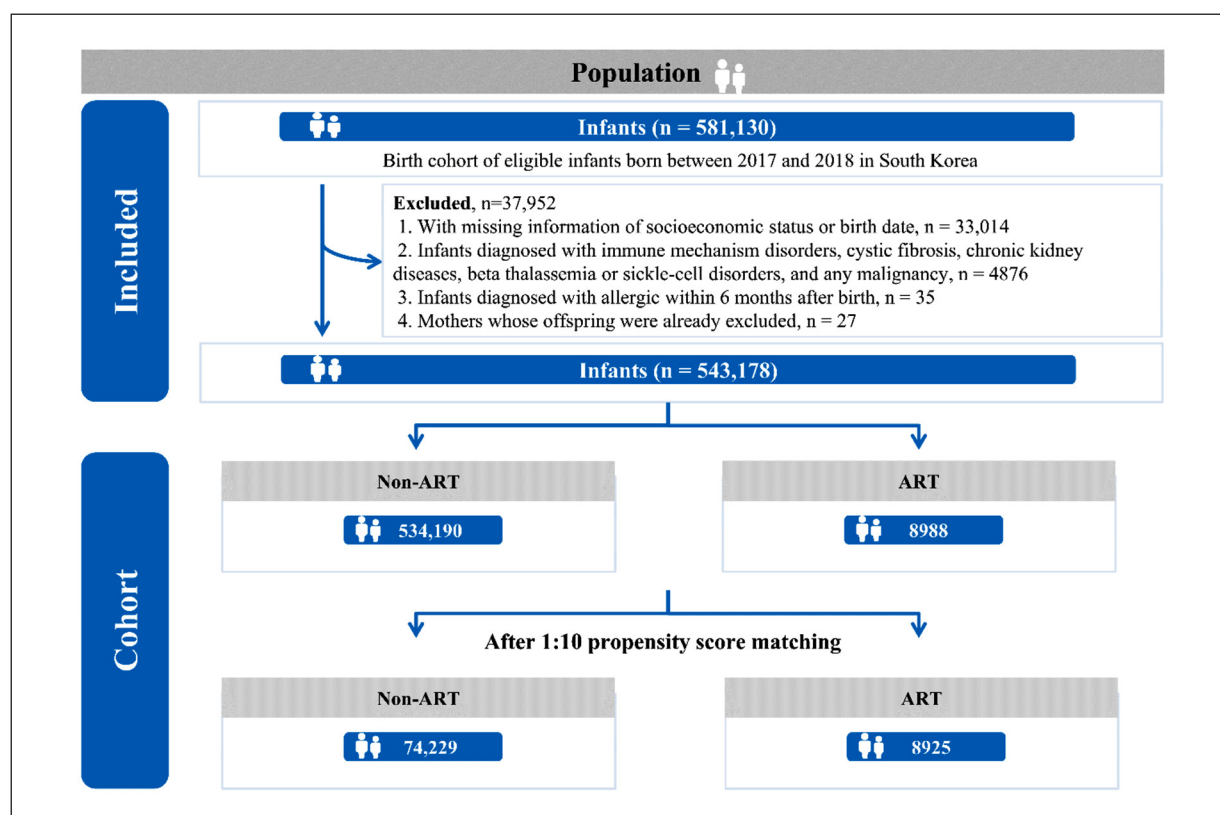 Population
Included
Infants (n = 581,130)
Birth cohort of eligible infants born between 2017 and 2018 in South Korea
Excluded, n=37,952
1. With missing information of socioeconomic status or birth date, n = 33,014
2. Infants diagnosed with immune mechanism disorders, cystic fibrosis, chronic kidney
diseases, beta thalassemia or sickle-cell disorders, and any malignancy, n = 4876
3. Infants diagnosed with allergic within 6 months after birth, n = 35
4. Mothers whose offspring were already excluded, n = 27
Infants (n = 543,178)
Cohort
Non-ART
ART
534,190
8988
After 1:10 propensity score matching
Non-ART
ART
74,229
8925